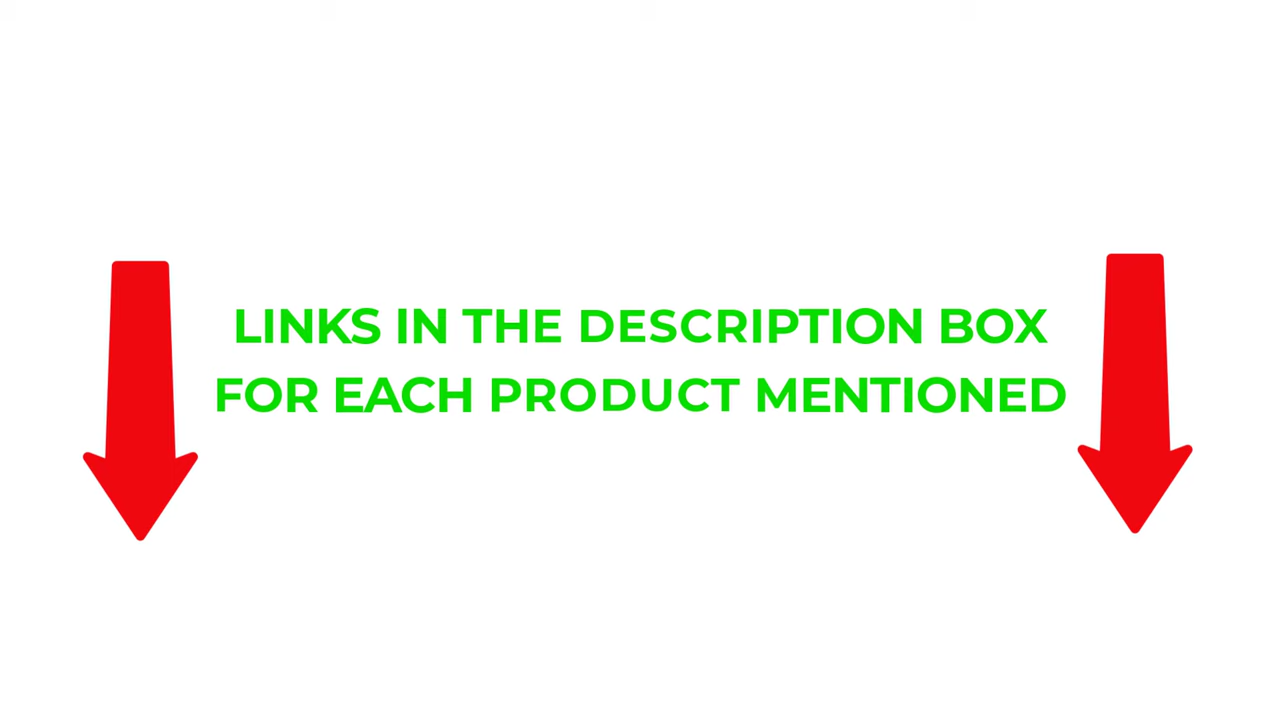 LINKS IN THE DESCRIPTION BOX
FOR EACH PRODUCT MENTIONED